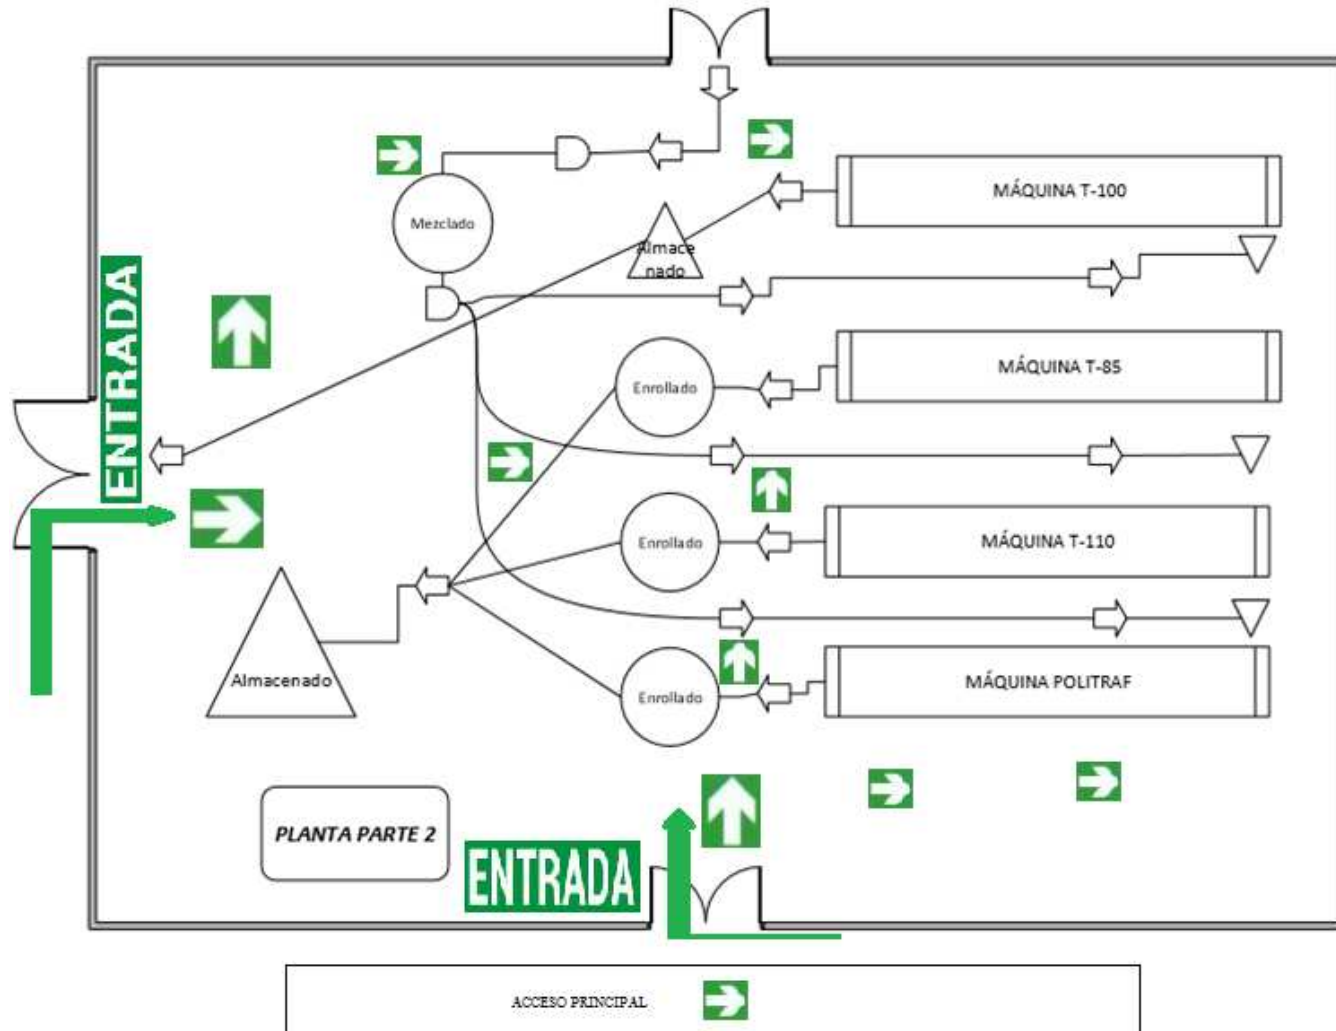 MÁQUINA T-100
Mezclado
Almace
nado
ENTRADA
MÁQUINA T-85
Enrollado
MÁQUINA T-110
Enrollado
Almacenado
MÁQUINA POLITRAF
Enrollado
PLANTA PARTE 2
ENTRADA
ACCESO PRINCIPAL